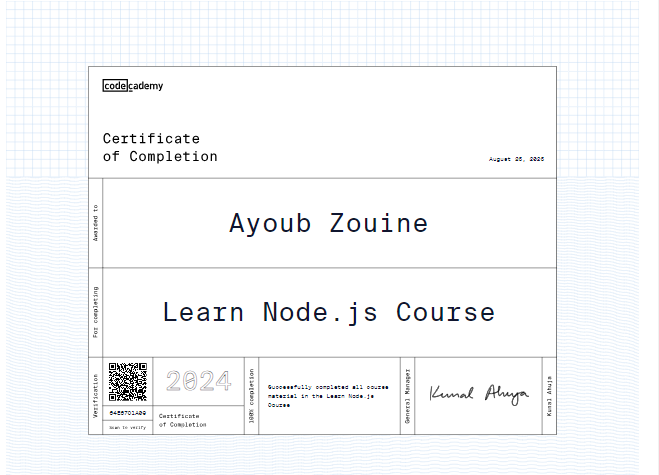 codecademy
Certificate
of Completion
August 25, 2025
Awarded to
Ayoub Zouine
For completing
Learn Node.js Course
Verification
Scan to verify
2024
Certificate
of Completion
100% completion
Successfully completed all course
material in the Learn Node.js
Course
General Manager
Kunal Ahuja
Kunal Ahuja